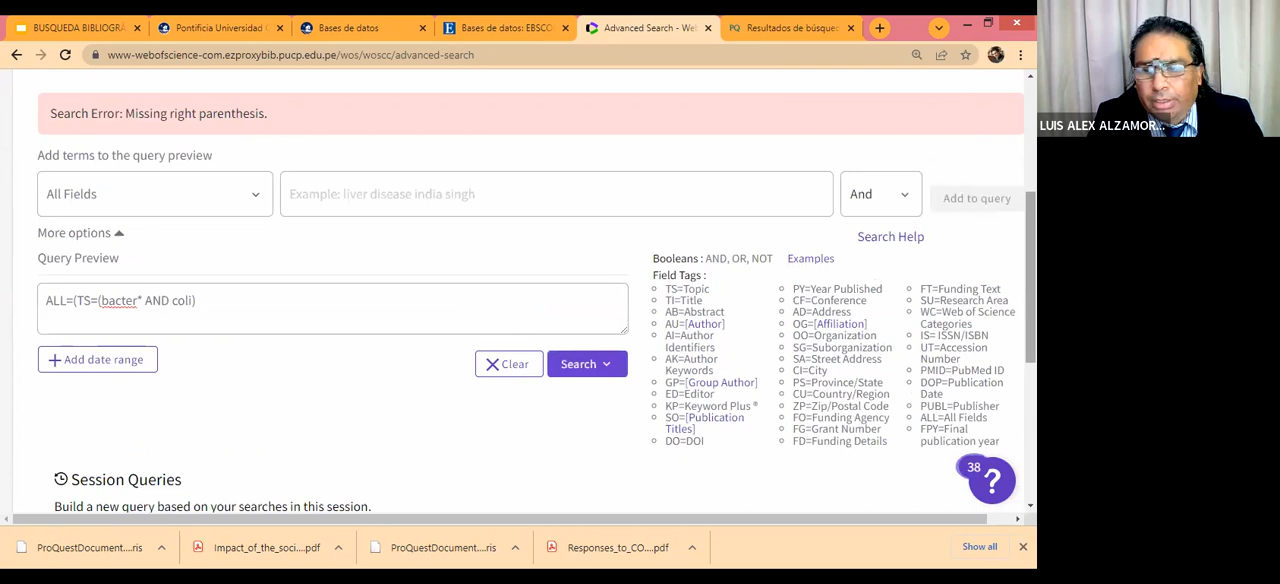 BUSQUEDA BIBLIOGRA
Pontificia Universidad C
Bases de datos
Bases de datos: EBSCO
Advanced Search - Web
PQ Resultados de búsqued
www-webofscience-com.ezproxybib.pucp.edu.pe/wos/woscc/advanced-search
Search Error: Missing right parenthesis.
Add terms to the query preview
All Fields
Example: liver disease india singh
And
Add to query
More options
Search Help
Query Preview
Booleans : AND, OR, NOT Examples
Field Tags :
ALL=(TS=(bacter* AND coli)
Add date range
Clear
Search
TS=Topic
TI=Title
AB=Abstract
AU=[Author]
AI=Author
Identifiers
AK=Author
Keywords
GP=[Group Author]
ED=Editor
KP=Keyword Plus ®
SO=[Publication
Titles]
DO=DOI
PY=Year Published
CF=Conference
AD=Address
OG=[Affiliation]
OO=Organization
SG=Suborganization
SA=Street Address
CI=City
PS=Province/State
CU=Country/Region
ZP=Zip/Postal Code
FO=Funding Agency
FG=Grant Number
FD=Funding Details
FT=Funding Text
SU=Research Area
WC=Web of Science
Categories
IS= ISSN/ISBN
UT=Accession
Number
PMID=PubMed ID
DOP=Publication
Date
PUBL=Publisher
ALL=All Fields
FPY=Final
publication year
38
?
Session Queries
Build a new query based on your searches in this session.
ProQuestDocument....ris
Impact_of_the_soci....pdf
ProQuestDocument....ris
Responses_to_CO....pdf
Show all
LUIS ALEX ALZAMOR...